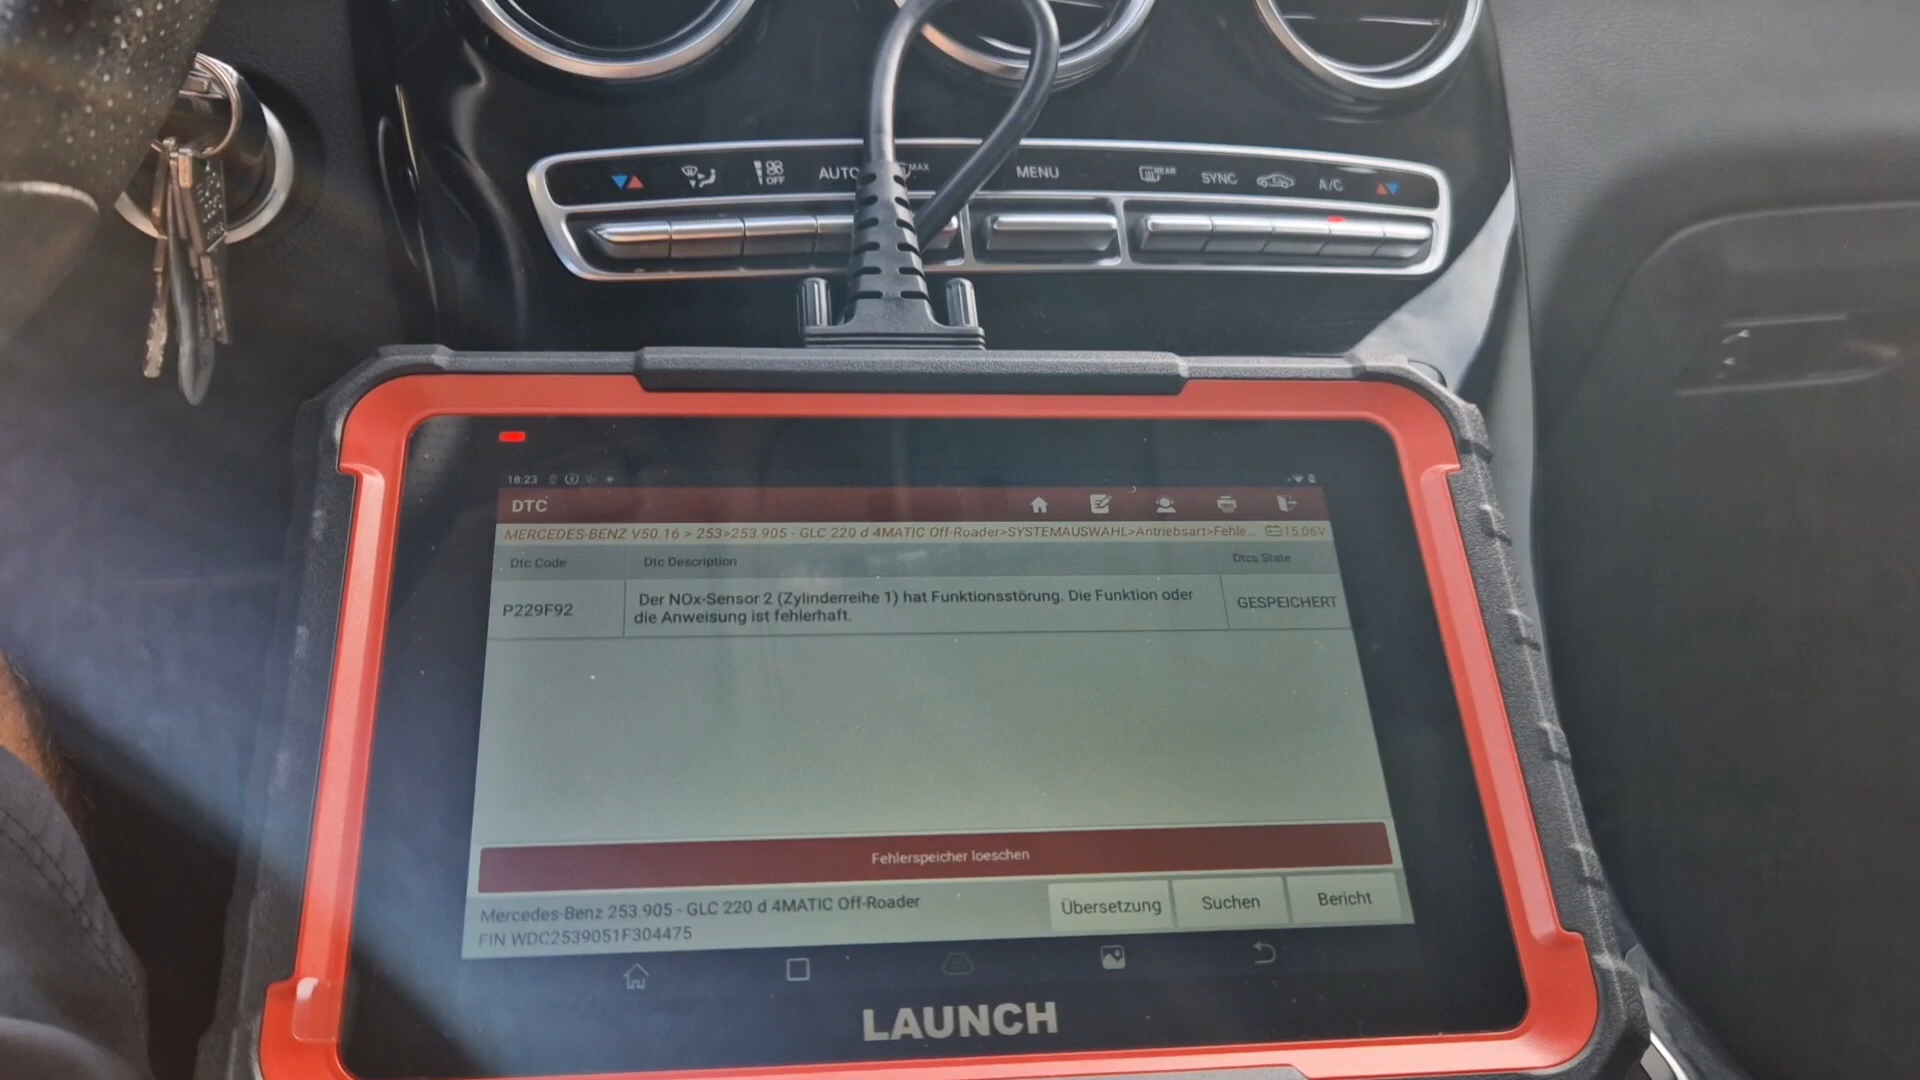 OFF AUTO MAX MENU REAR SYNC A/C
18.23
DTC
MERCEDES-BENZ V50.16 > 253>253.905 - GLC 220 d 4MATIC Off-Roader>SYSTEMAUSWAHL>Antriebsart>Fehle... 15,06V
Dtc Code Dtc Description Dtcs State
P229F92 Der NOx-Sensor 2 (Zylinderreihe 1) hat Funktionsstörung. Die Funktion oder
die Anweisung ist fehlerhaft. GESPEICHERT
Fehlerspeicher loeschen
Mercedes-Benz 253.905 - GLC 220 d 4MATIC Off-Roader
FIN WDC2539051F304475
Übersetzung Suchen Bericht
LAUNCH